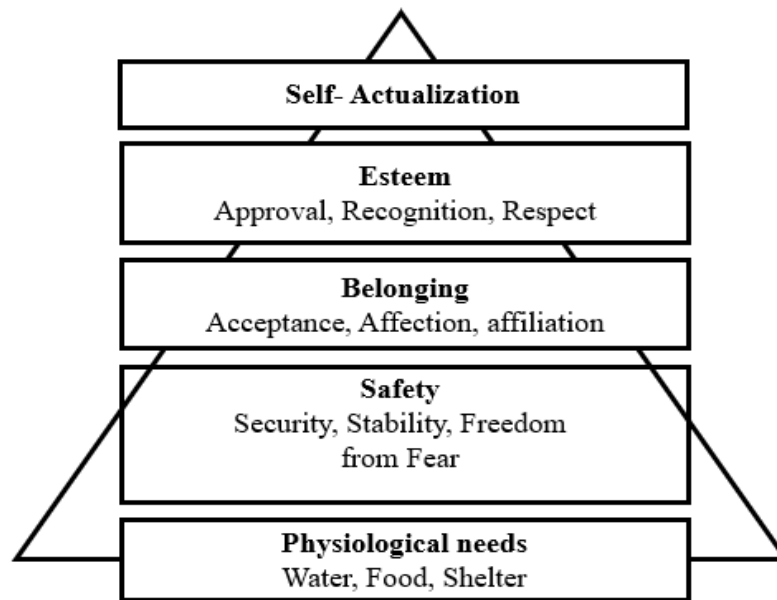 Self- Actualization
Esteem
Approval, Recognition, Respect
Belonging
Acceptance, Affection, affiliation
Safety
Security, Stability, Freedom
from Fear
Physiological needs
Water, Food, Shelter